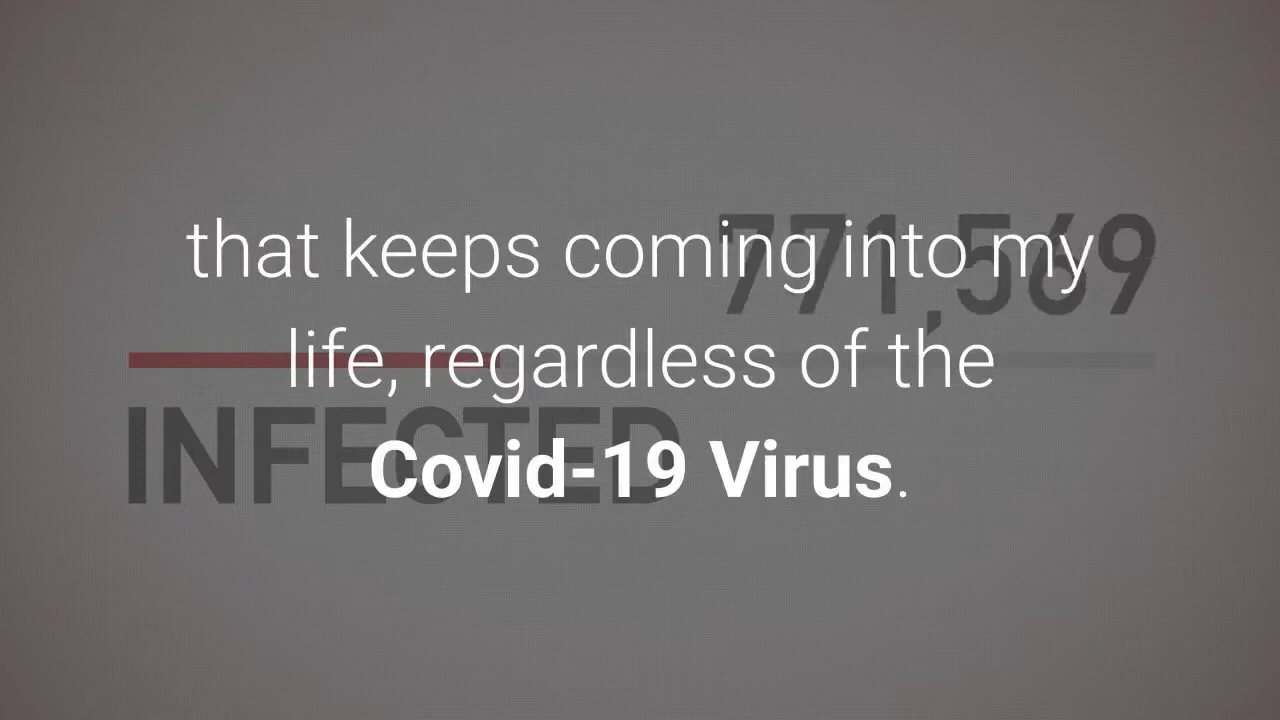 that keeps coming into my
life, regardless of the
Covid-19 Virus.
771,569
INFECTED